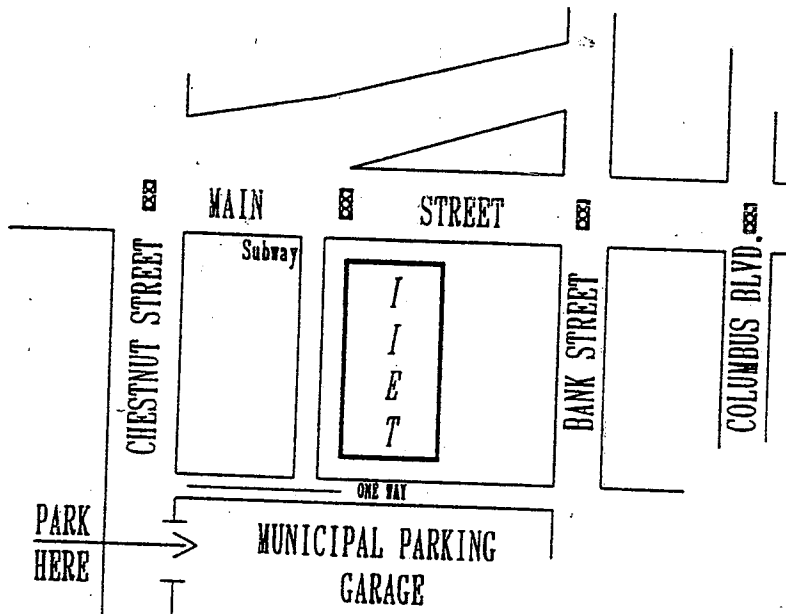 MAIN STREET
Subway
CHESTNUT STREET
I
I
E
T
BANK STREET
COLUMBUS BLVD.
ONE WAY
PARK
HERE
MUNICIPAL PARKING
GARAGE